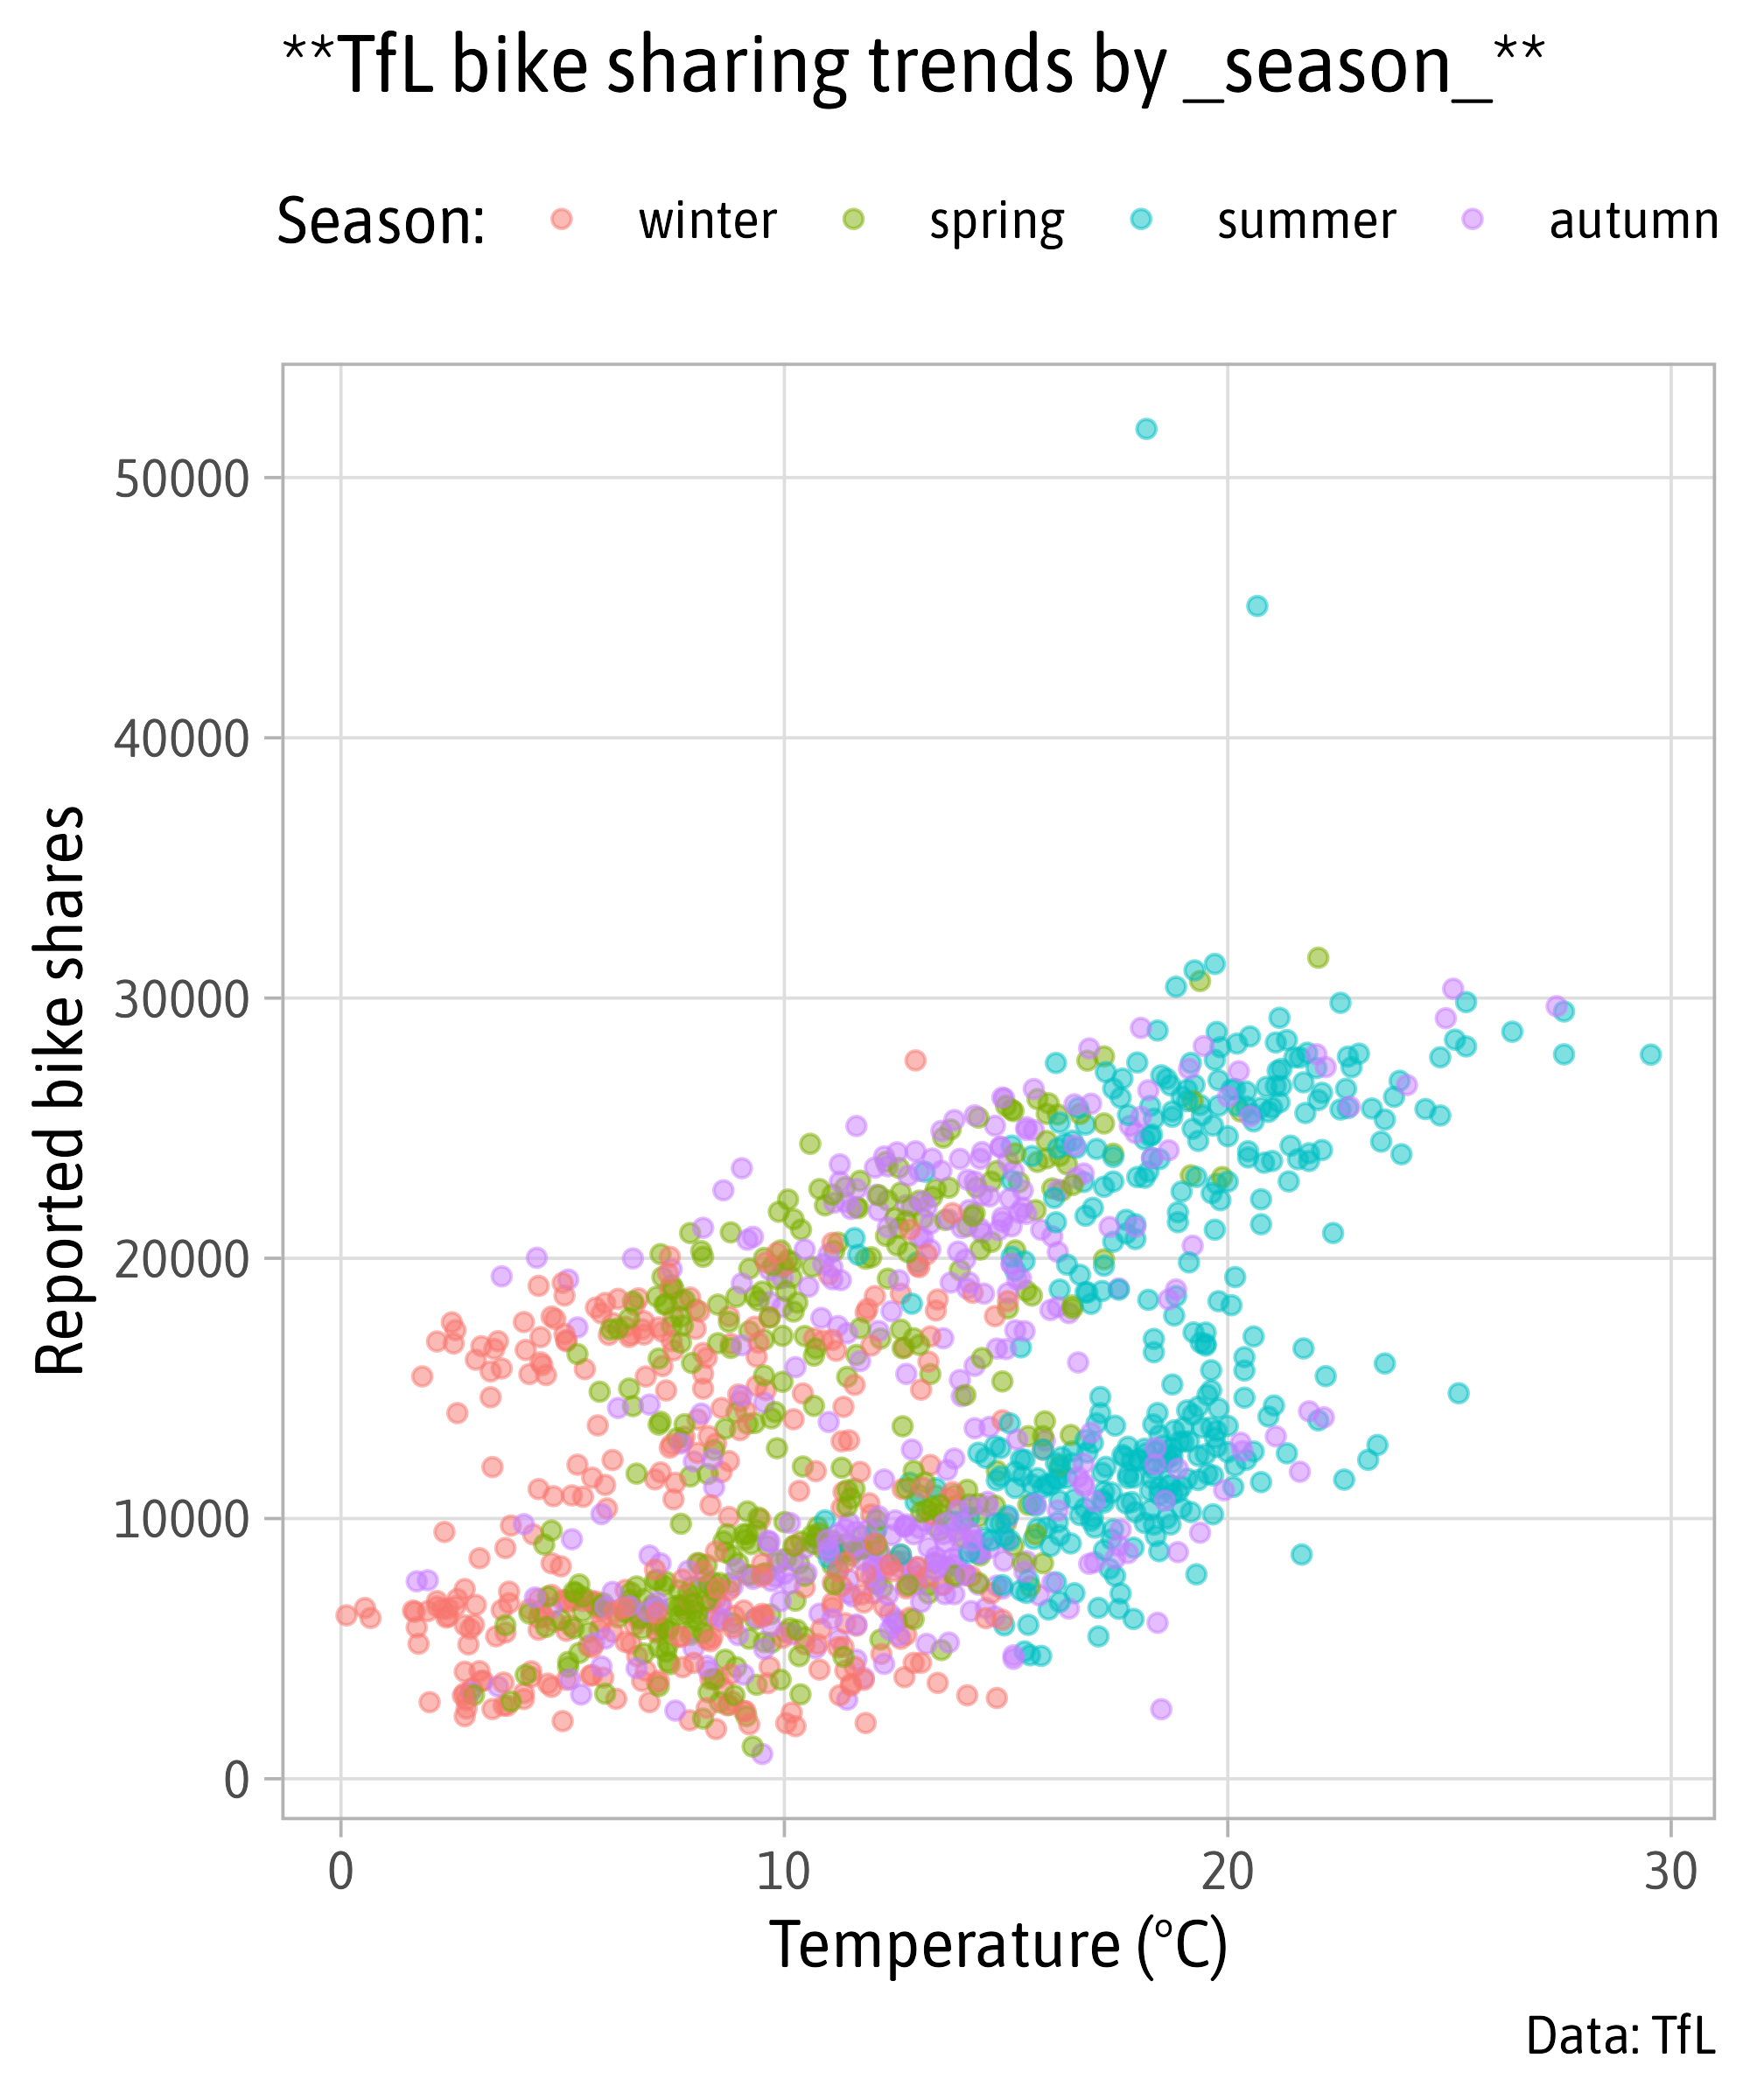 **TfL bike sharing trends by _season_**
Season: winter spring summer autumn
50000
40000
30000
20000
10000
0
Reported bike shares
0 10 20 30
Temperature (°C)
Data: TfL